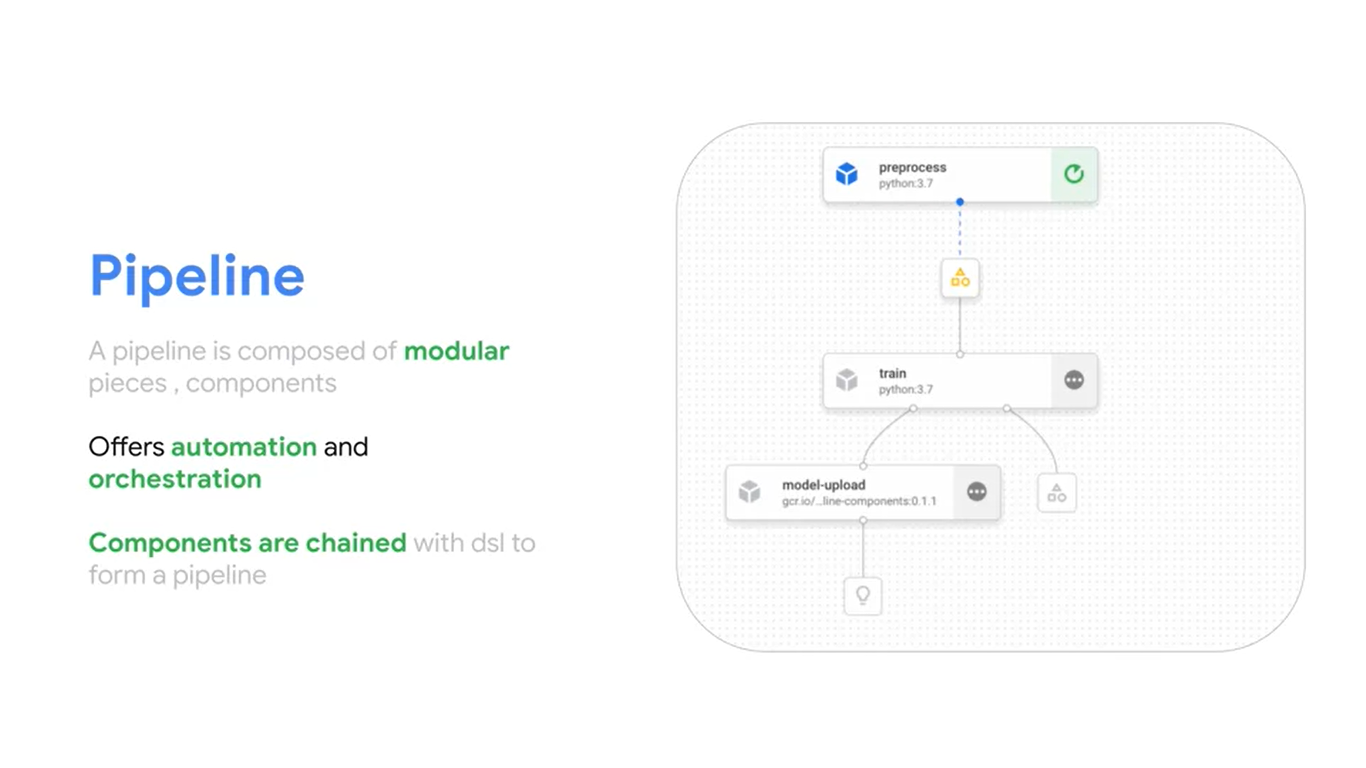 Pipeline
A pipeline is composed of modular
pieces , components
Offers automation and
orchestration
Components are chained with dsl to
form a pipeline
preprocess
python:3.7
train
python:3.7
model-upload
gcr.io/...line-components:0.1.1